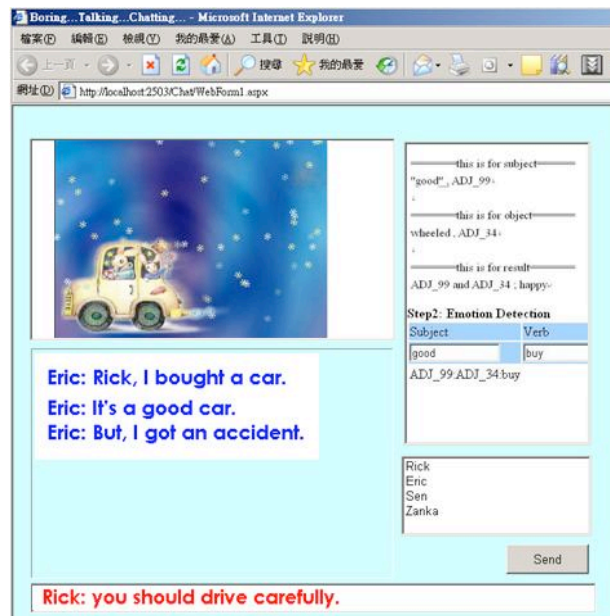 Boring...Talking...Chatting... - Microsoft Internet Explorer
檔案(F) 編輯(E) 檢視(V) 我的最愛(A) 工具(T) 說明(H)
上一頁 搜尋 我的最愛
網址(D) http://localhost:2503/Chat/WebForm1.aspx
this is for subject
"good" , ADJ_99
this is for object
wheeled , ADJ_34
this is for result
ADJ_99 and ADJ_34 ; happy
Step2: Emotion Detection
Subject Verb
good buy
ADJ_99:ADJ_34:buy
Eric: Rick, I bought a car.
Eric: It's a good car.
Eric: But, I got an accident.
Rick
Eric
Sen
Zanka
Send
Rick: you should drive carefully.